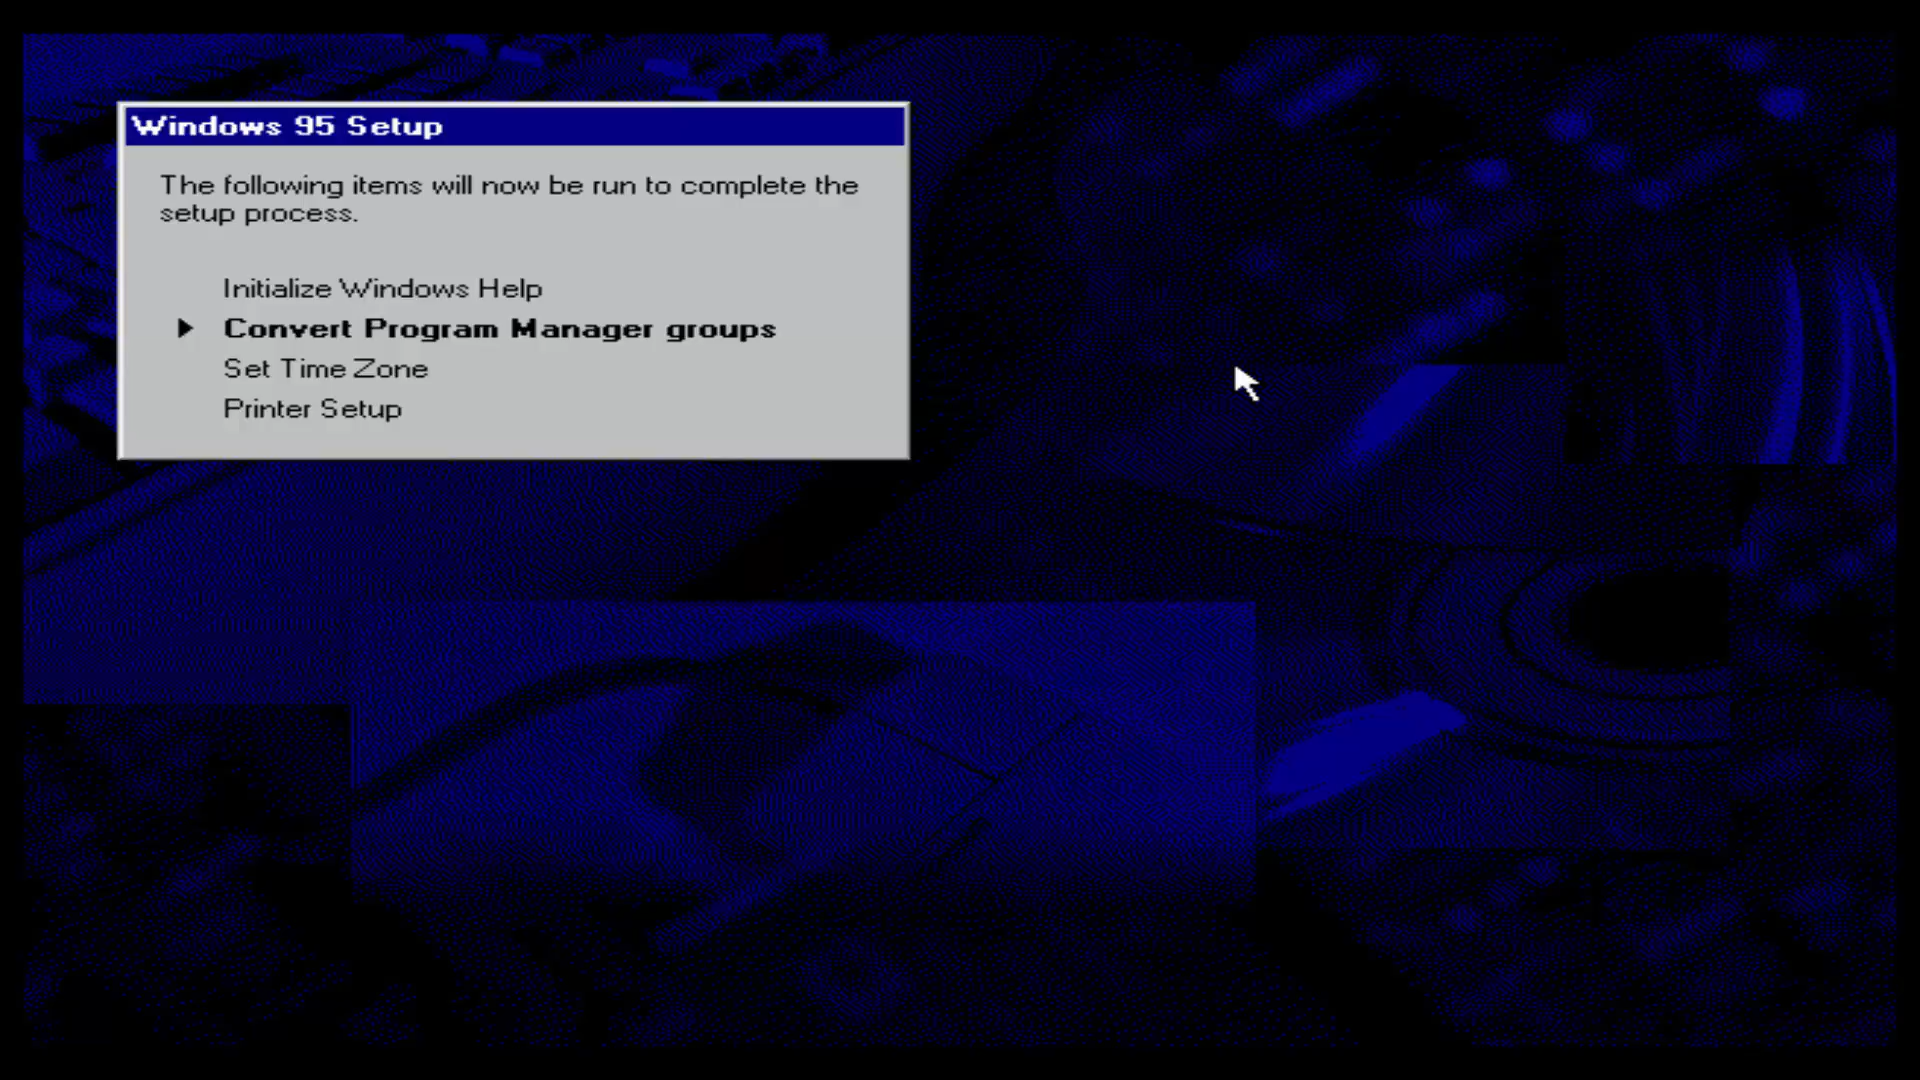 Windows 95 Setup
The following items will now be run to complete the
setup process.
Initialize Windows Help
Convert Program Manager groups
Set Time Zone
Printer Setup